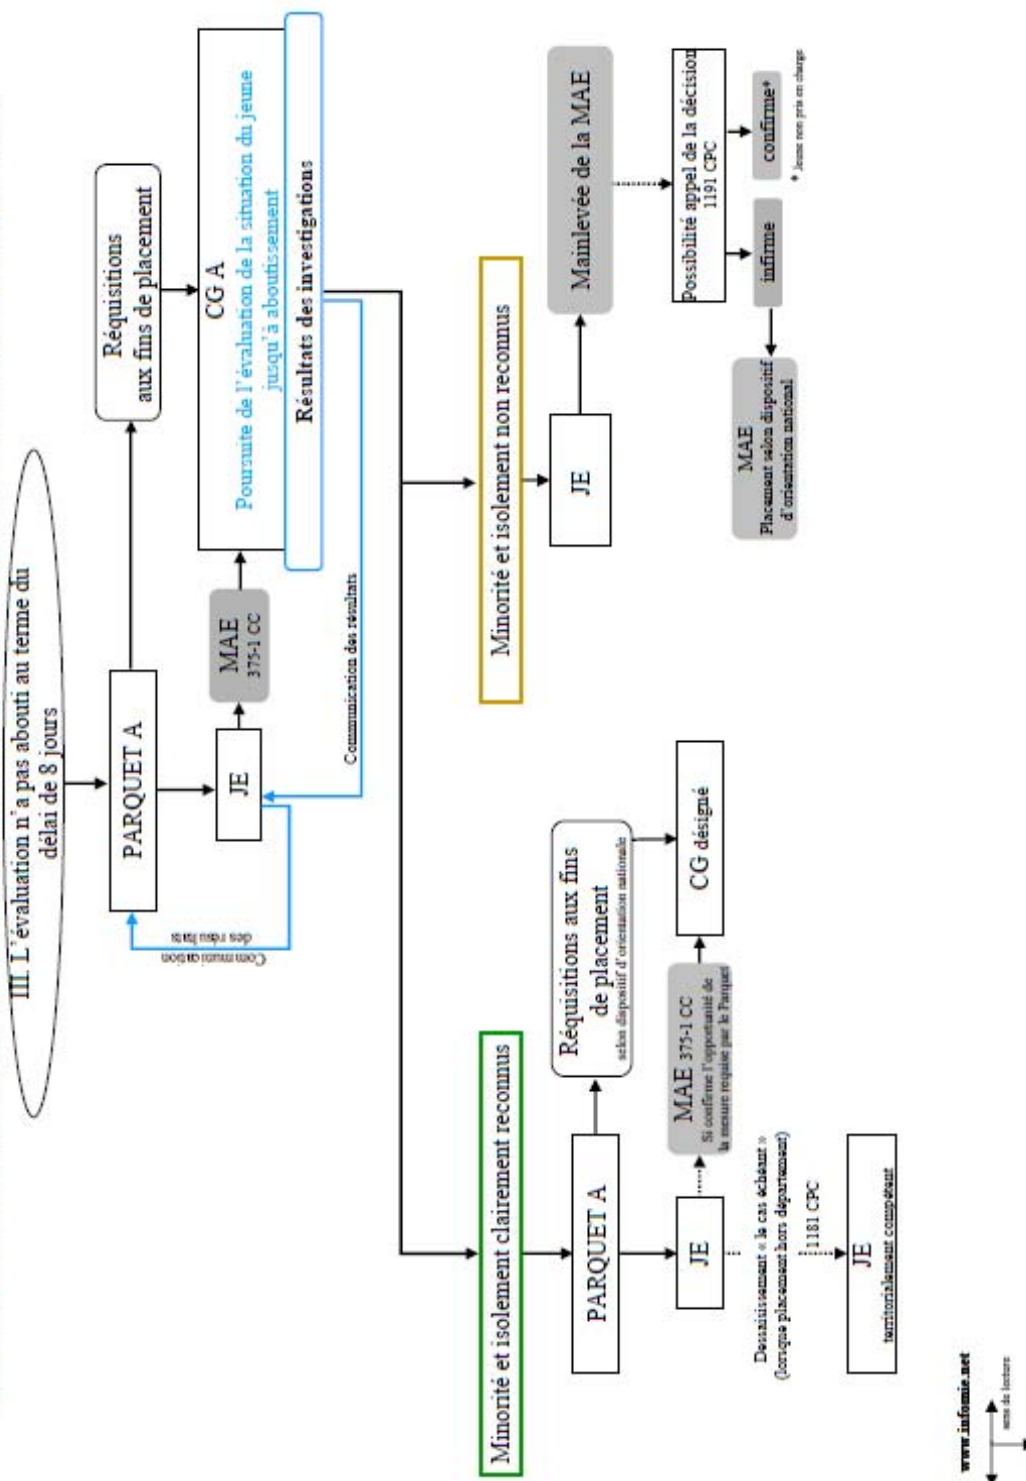 III. L'évaluation n'a pas abouti au terme du
délai de 8 jours
PARQUET A
Réquisitions
aux fins de placement
JE
MAE
375-1 CC
CG A
Poursuite de l'évaluation de la situation du jeune
jusqu'à aboutissement
Résultats des investigations
Communication
des résultats
Communication des résultats
Minorité et isolement clairement reconnus
PARQUET A
Réquisitions aux fins
de placement
selon dispositif d'orientation nationale
JE
MAE 375-1 CC
Si confirme l'opportunité de
la mesure requise par le Parquet
CG désigné
Dessaisissement « le cas échéant »
(lorsque placement hors département)
1181 CPC
JE
territorialement compétent
Minorité et isolement non reconnus
JE
Mainlevée de la MAE
Possibilité appel de la décision
1191 CPC
infirme
confirme*
* Jeune non pris en charge
MAE
Placement selon dispositif
d'orientation national
www.infomie.net
sens de lecture